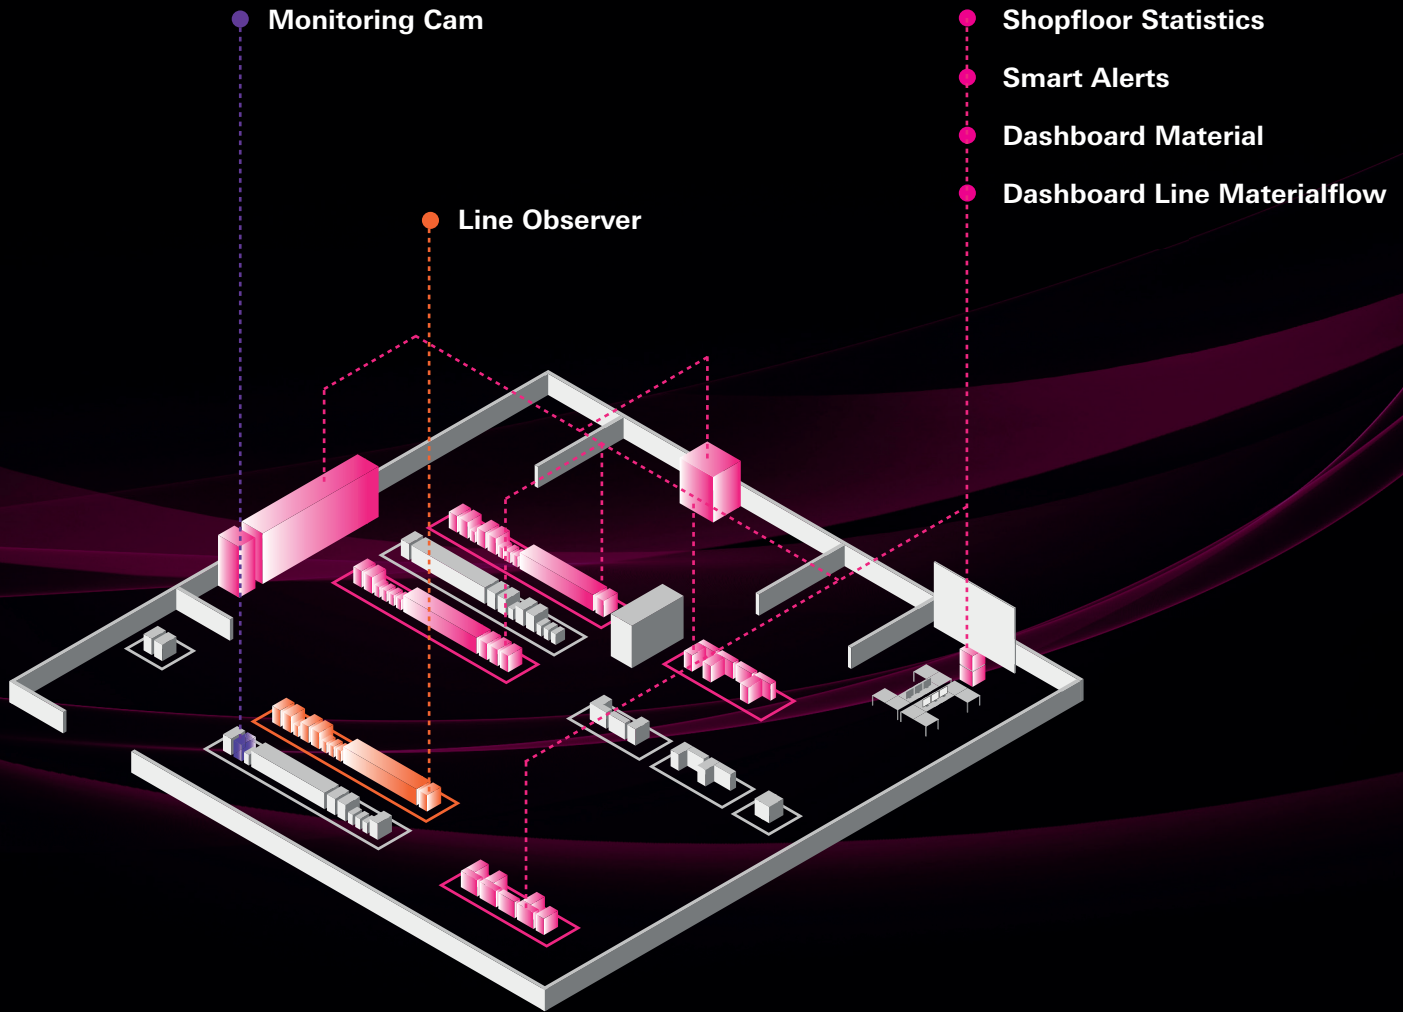 Monitoring Cam
Shopfloor Statistics
Smart Alerts
Dashboard Material
Dashboard Line Materialflow
Line Observer